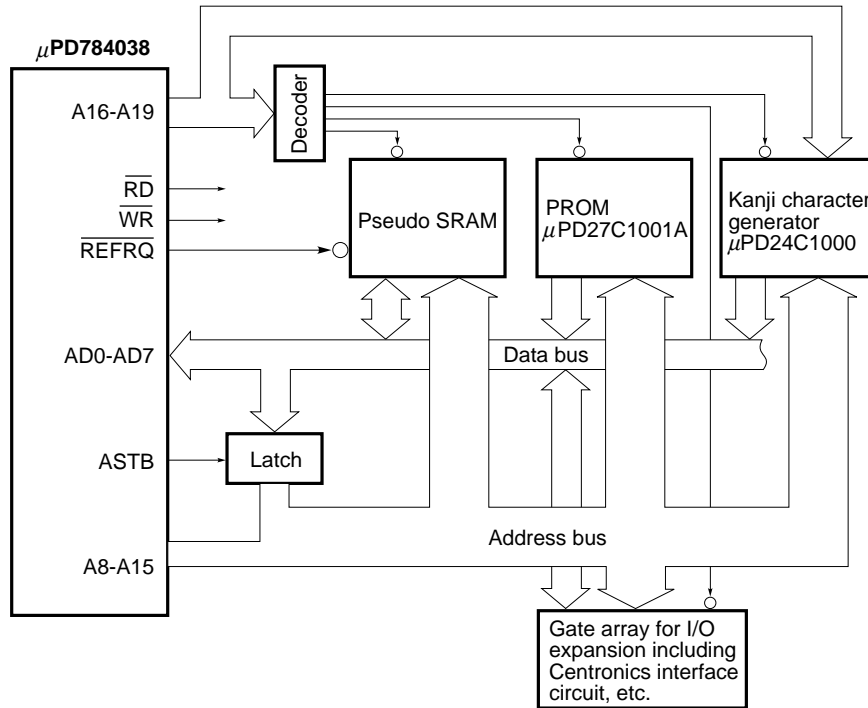 μPD784038
A16-A19
Decoder
RD
WR
REFRQ
Pseudo SRAM
PROM
μPD27C1001A
Kanji character
generator
μPD24C1000
AD0-AD7
Data bus
ASTB
Latch
Address bus
A8-A15
Gate array for I/O
expansion including
Centronics interface
circuit, etc.